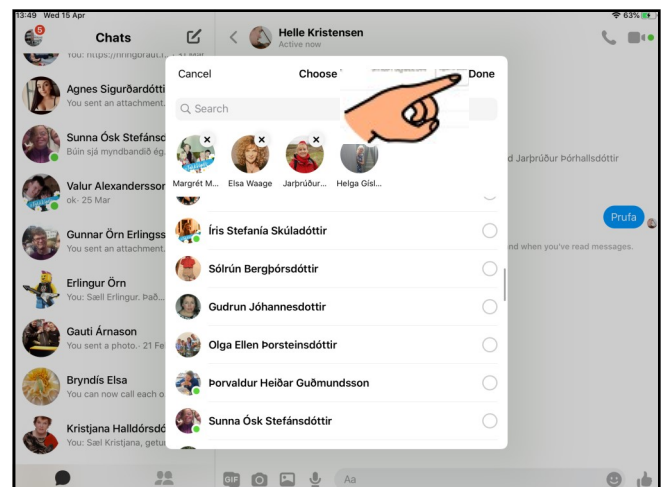 13:49 Wed 15 Apr
63%
5
Chats
Helle Kristensen
Active now
You: https://hringbraut.i... 17 Mar
Agnes Sigurðardótti
You sent an attachment.
Sunna Ósk Stefánsd
Búin sjá myndbandið ég.
Valur Alexandersson
ok · 25 Mar
Gunnar Örn Erlingss
You sent an attachment.
Erlingur Örn
You: Sæll Erlingur. Það...
Gauti Árnason
You sent a photo. · 21 Fe
Bryndís Elsa
You can now call each o
Kristjana Halldórsdó
You: Sæl Kristjana, getur
Cancel
Choose
Done
Search
Margrét M...
Elsa Waage
Jarþrúður...
Helga Gísl...
Íris Stefanía Skúladóttir
Sólrún Bergþórsdóttir
Gudrun Jóhannesdottir
Olga Ellen Þorsteinsdóttir
Þorvaldur Heiðar Guðmundsson
Sunna Ósk Stefánsdóttir
d Jarþrúður Þórhallsdóttir
Prufa
nd when you've read messages.
GIF
Aa